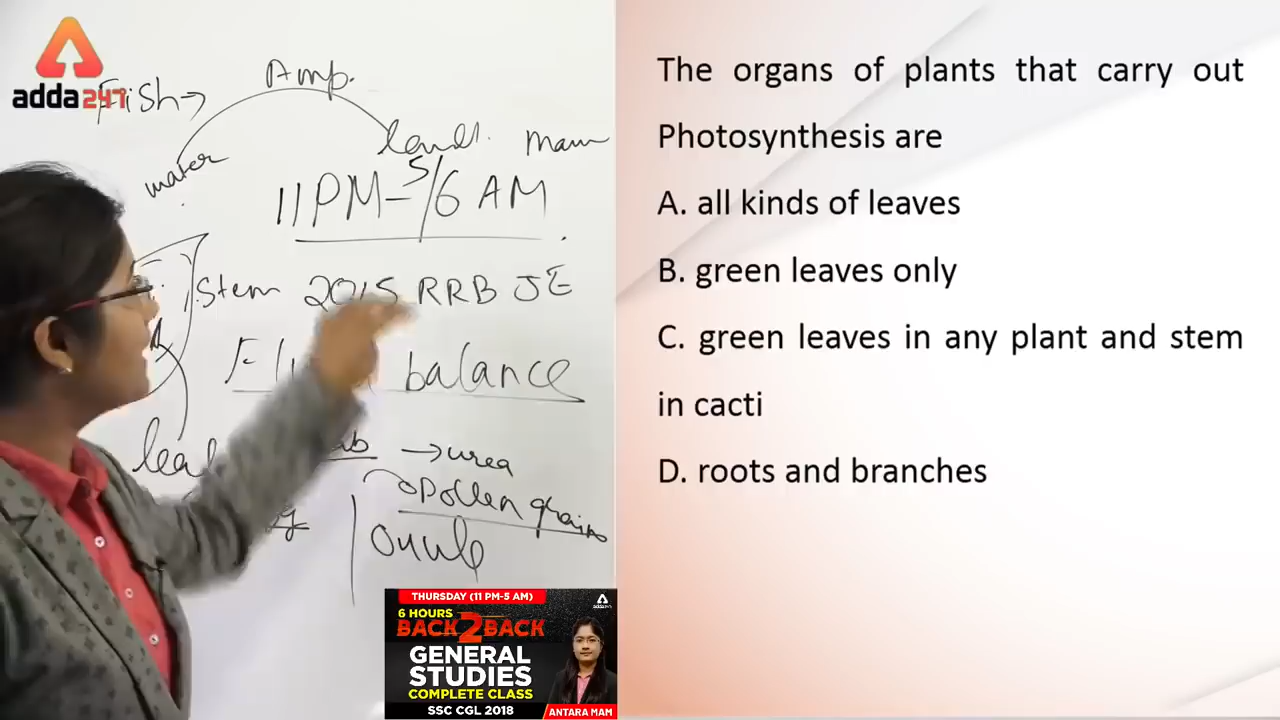 adda247
Fish →
Amp.
water
land
Mam
11PM - 5/6 AM
Stem 2015 RRB JE
balance
leaf
→ urea
Pollen grains
Ovule
THURSDAY (11 PM-5 AM)
6 HOURS
BACK2BACK
GENERAL
STUDIES
COMPLETE CLASS
SSC CGL 2018
ANTARA MAM
The organs of plants that carry out
Photosynthesis are
A. all kinds of leaves
B. green leaves only
C. green leaves in any plant and stem
in cacti
D. roots and branches